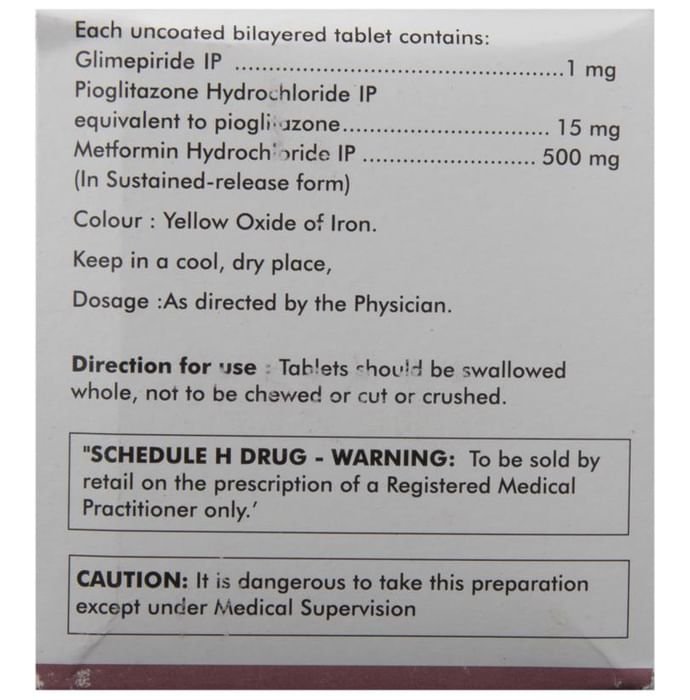 Each uncoated bilayered tablet contains:
Glimepiride IP ......................................................1 mg
Pioglitazone Hydrochloride IP
equivalent to pioglitazone................................. 15 mg
Metformin Hydrochloride IP ........................... 500 mg
(In Sustained-release form)
Colour : Yellow Oxide of Iron.
Keep in a cool, dry place,
Dosage :As directed by the Physician.
Direction for use : Tablets should be swallowed
whole, not to be chewed or cut or crushed.
"SCHEDULE H DRUG - WARNING: To be sold by
retail on the prescription of a Registered Medical
Practitioner only.'
CAUTION: It is dangerous to take this preparation
except under Medical Supervision